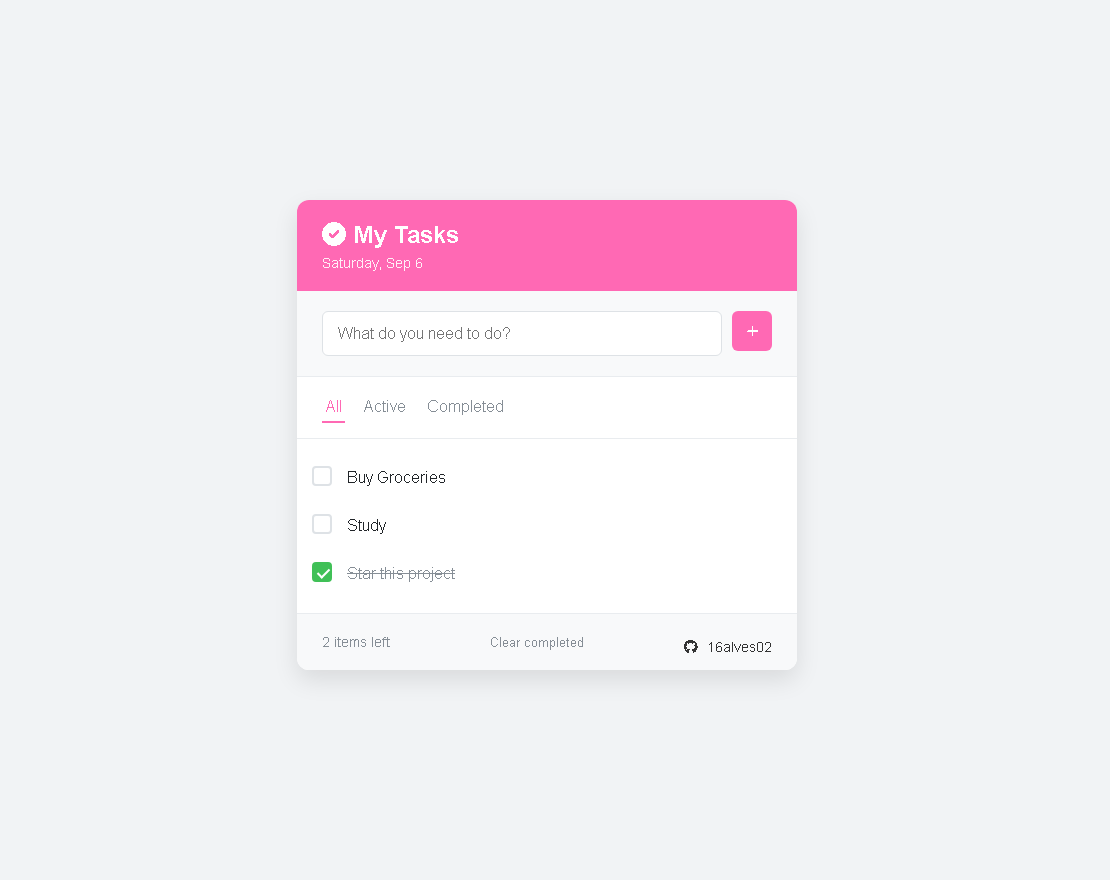 My Tasks
Saturday, Sep 6
What do you need to do?
+
All Active Completed
Buy Groceries
Study
Star this project
2 items left Clear completed 16alves02